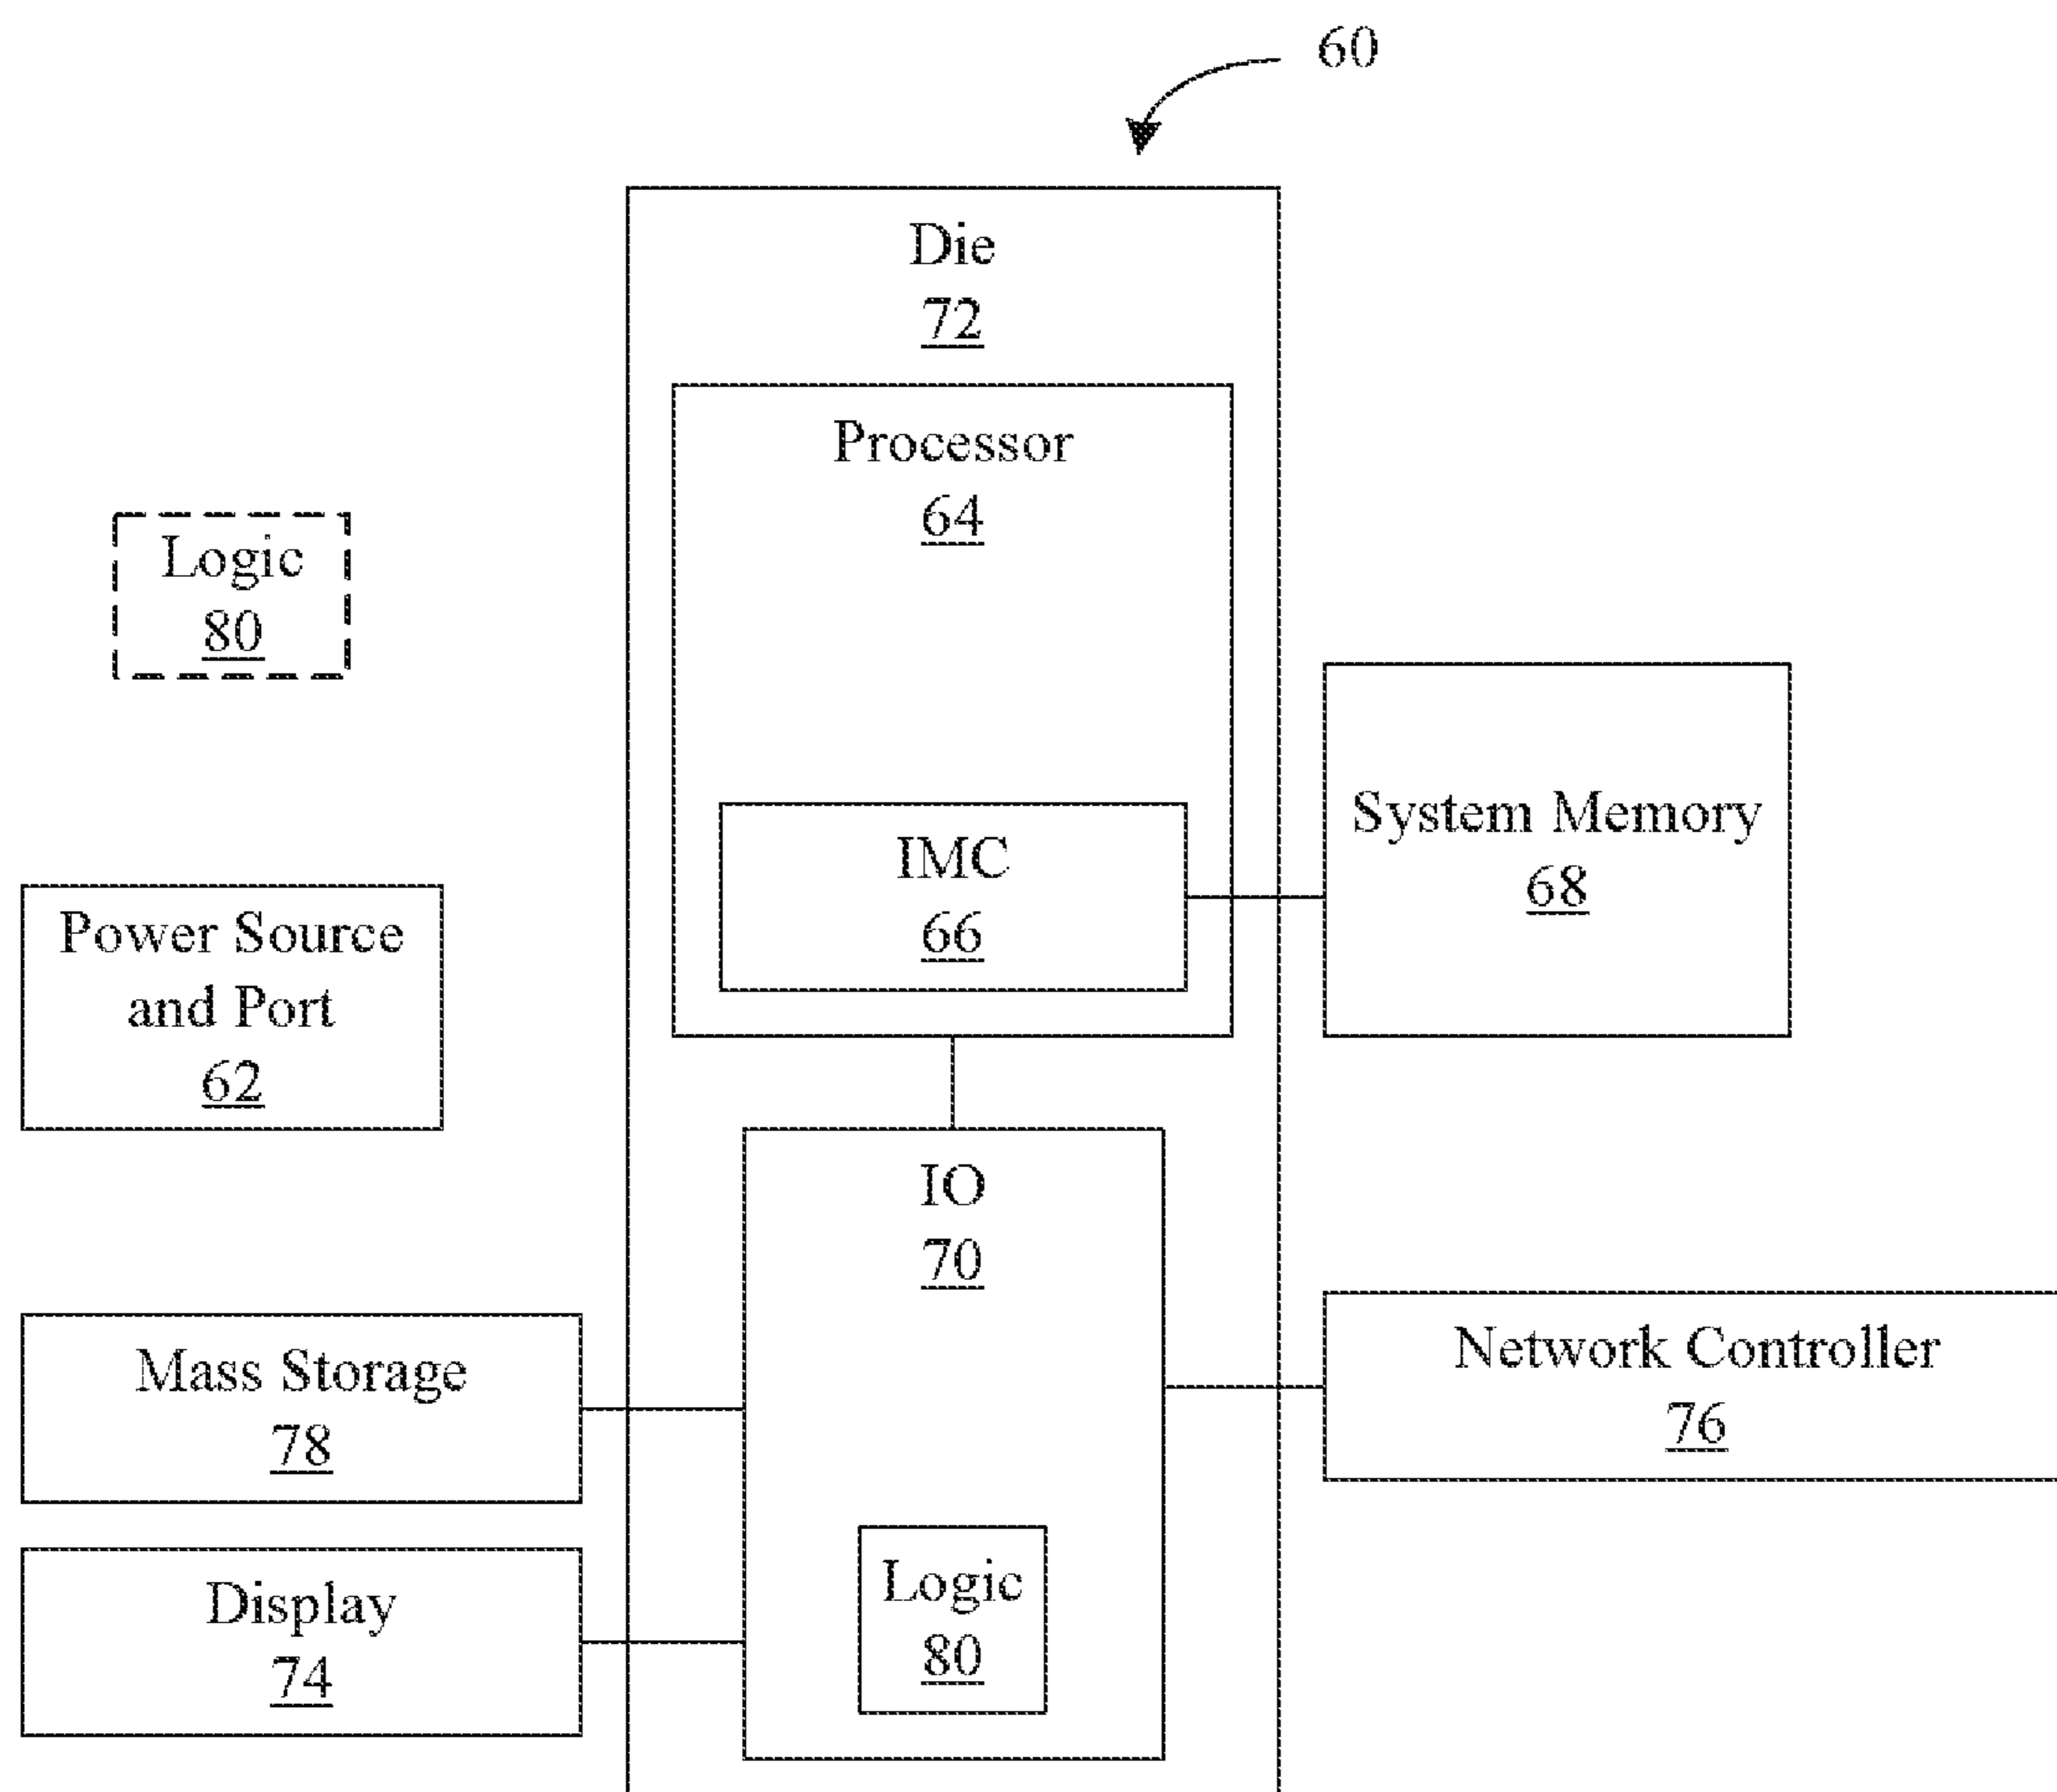 60
Die
72
Processor
64
Logic
80
IMC
66
System Memory
68
Power Source
and Port
62
IO
70
Mass Storage
78
Network Controller
76
Display
74
Logic
80